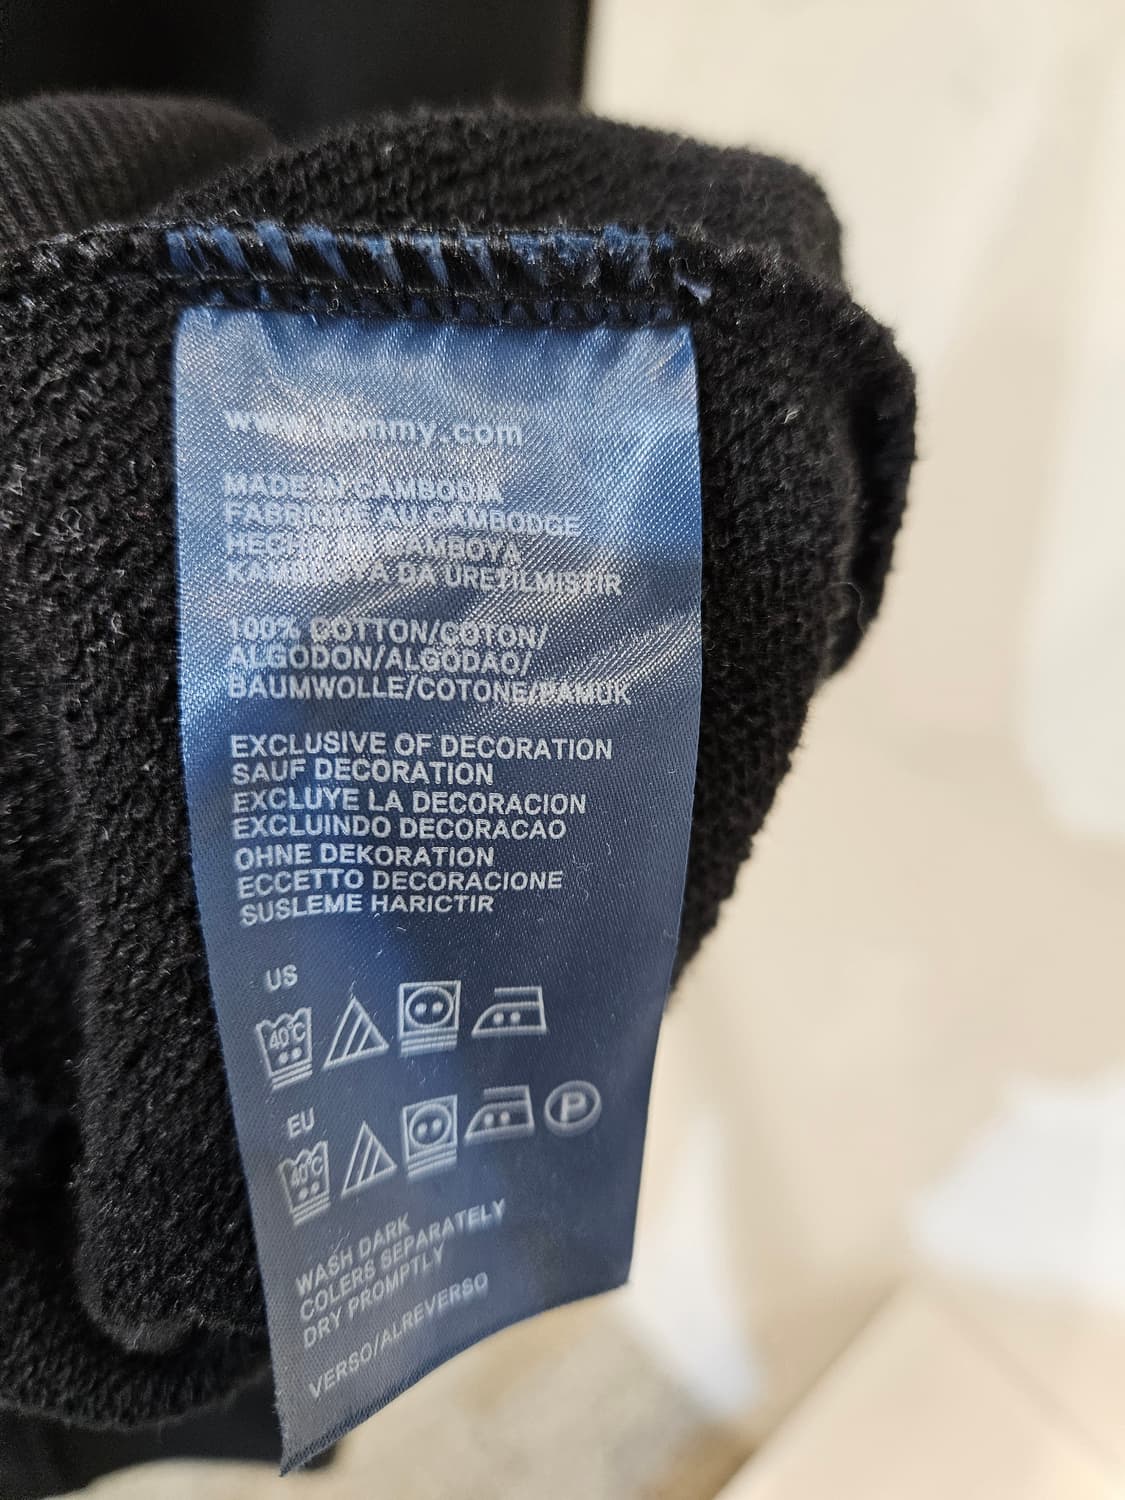 www.tommy.com
MADE IN CAMBODIA
FABRIQUE AU CAMBODGE
HECHO EN CAMBOYA
KAMBOCYA DA URETILMISTIR
100% COTTON/COTON/
ALGODON/ALGODAO/
BAUMWOLLE/COTONE/PAMUK
EXCLUSIVE OF DECORATION
SAUF DECORATION
EXCLUYE LA DECORACION
EXCLUINDO DECORACAO
OHNE DEKORATION
ECCETTO DECORACIONE
SUSLEME HARICTIR
US
40°C
EU
40°C P
WASH DARK
COLERS SEPARATELY
DRY PROMPTLY
VERSO/ALREVERSO